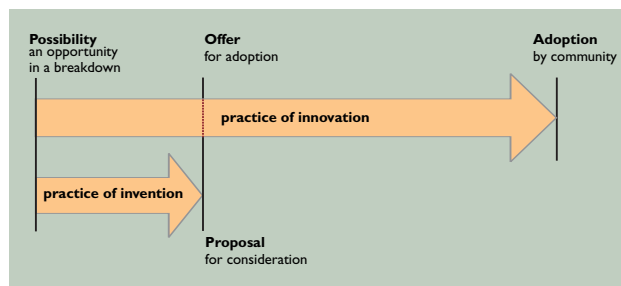 Possibility
an opportunity
in a breakdown
Offer
for adoption
Adoption
by community
practice of innovation
practice of invention
Proposal
for consideration